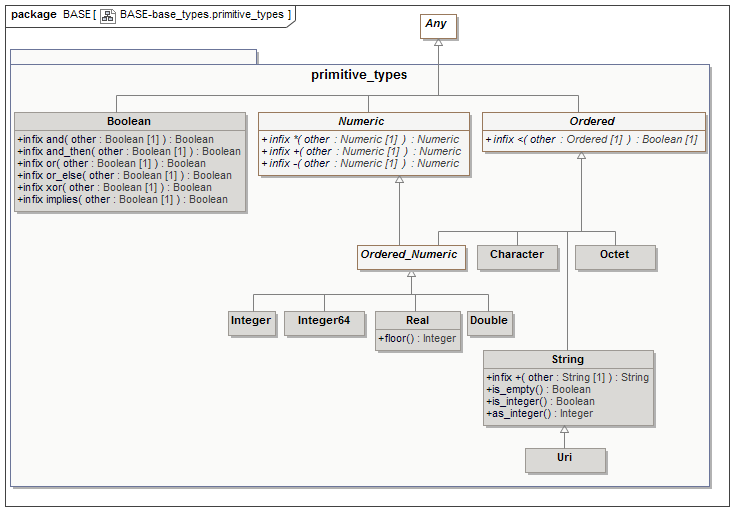 package BASE [ BASE-base_types.primitive_types ]
Any
primitive_types
Boolean
+infix and( other : Boolean [1] ) : Boolean
+infix and_then( other : Boolean [1] ) : Boolean
+infix or( other : Boolean [1] ) : Boolean
+infix or_else( other : Boolean [1] ) : Boolean
+infix xor( other : Boolean [1] ) : Boolean
+infix implies( other : Boolean [1] ) : Boolean
Numeric
+infix *( other : Numeric [1] ) : Numeric
+infix +( other : Numeric [1] ) : Numeric
+infix -( other : Numeric [1] ) : Numeric
Ordered
+infix <( other : Ordered [1] ) : Boolean [1]
Ordered_Numeric
Character
Octet
Integer
Integer64
Real
+floor() : Integer
Double
String
+infix +( other : String [1] ) : String
+is_empty() : Boolean
+is_integer() : Boolean
+as_integer() : Integer
Uri